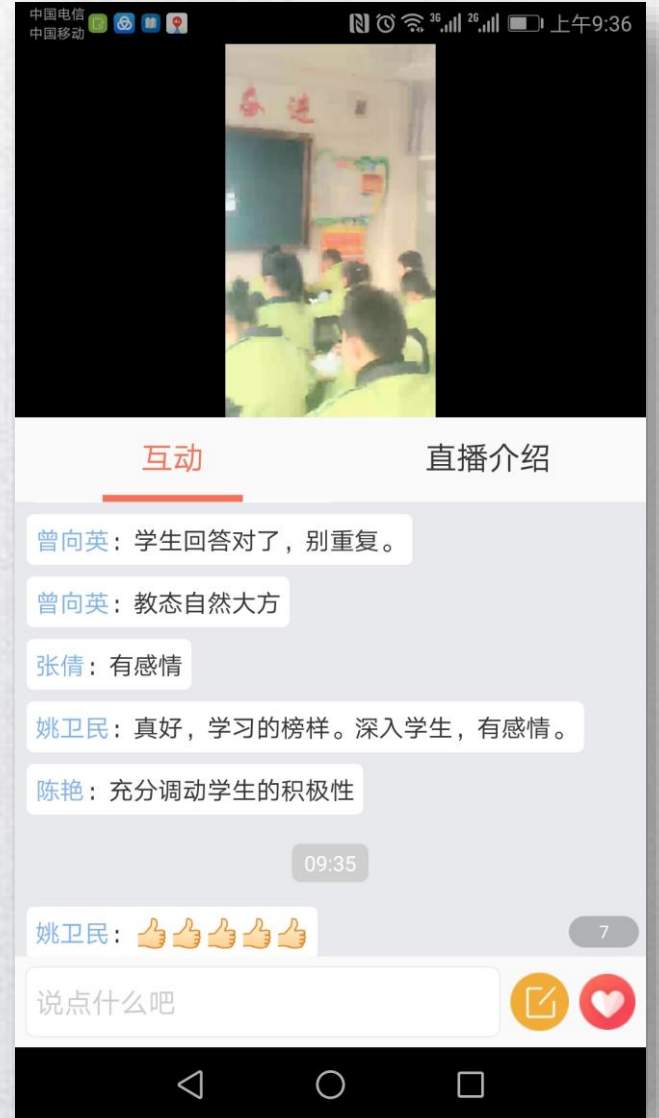 中国电信
中国移动
3G
2G
上午9:36
奋进
互动
直播介绍
曾向英：学生回答对了，别重复。
曾向英：教态自然大方
张倩：有感情
姚卫民：真好，学习的榜样。深入学生，有感情。
陈艳：充分调动学生的积极性
09:35
姚卫民：👍👍👍👍👍
7
说点什么吧